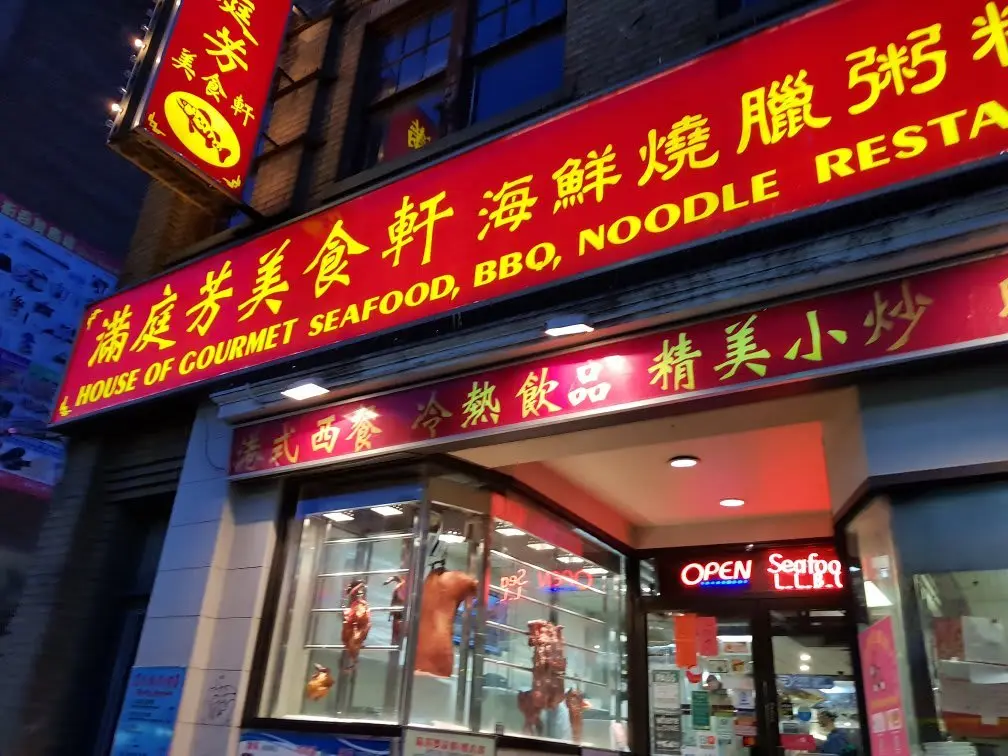 庭芳
美食軒
滿庭芳美食軒 海鮮燒臘粥
HOUSE OF GOURMET SEAFOOD, BBQ, NOODLE RESTA
港式西餐 冷熱飲品 精美小炒
OPEN
Seafoo
L.L.B.